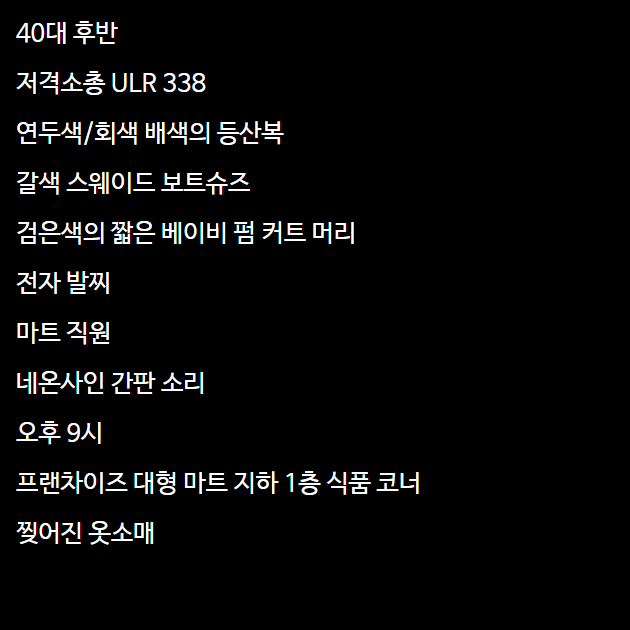 40대 후반
저격소총 ULR 338
연두색/회색 배색의 등산복
갈색 스웨이드 보트슈즈
검은색의 짧은 베이비 펌 커트 머리
전자 발찌
마트 직원
네온사인 간판 소리
오후 9시
프랜차이즈 대형 마트 지하 1층 식품 코너
찢어진 옷소매